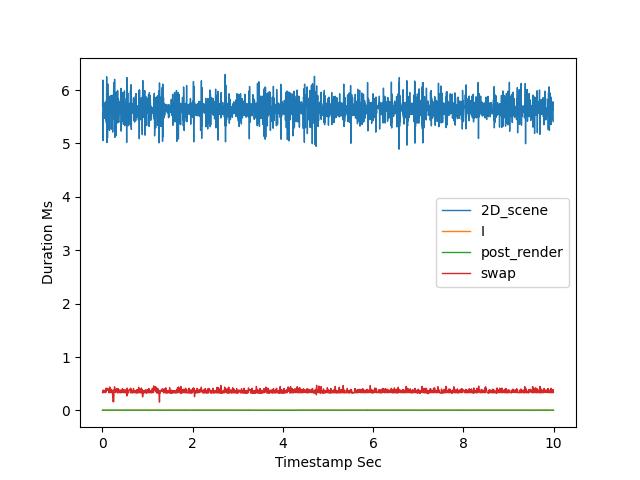 6
5
4
3
2
1
0
Duration Ms
2D_scene
I
post_render
swap
0 2 4 6 8 10
Timestamp Sec